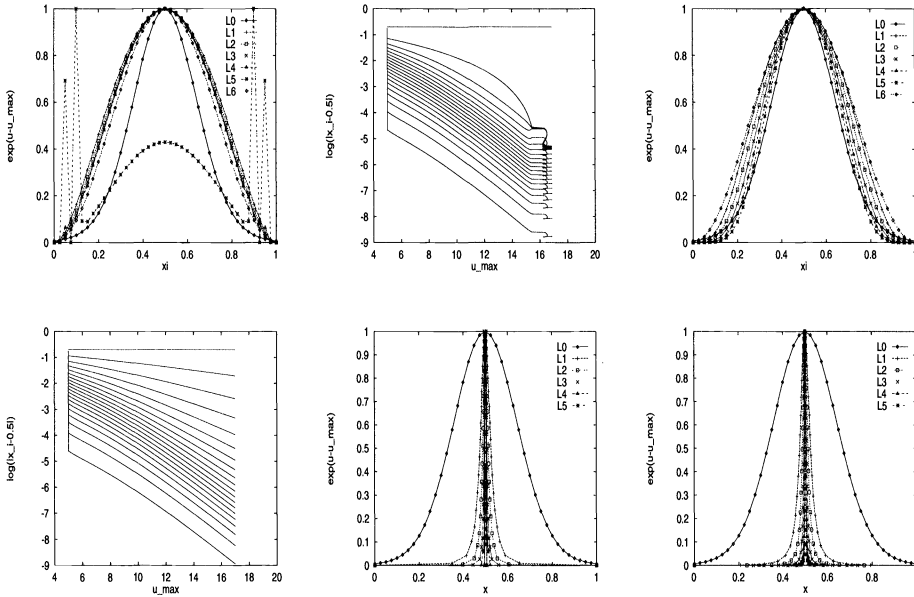 1
0.8
0.6
0.4
0.2
0
0 0.2 0.4 0.6 0.8 1
exp(u-u_max)
xi
L0
L1
L2
L3
L4
L5
L6
0
-1
-2
-3
-4
-5
-6
-7
-8
-9
4 6 8 10 12 14 16 18 20
log(|x_i-0.5|)
u_max
1
0.8
0.6
0.4
0.2
0
0 0.2 0.4 0.6 0.8 1
exp(u-u_max)
xi
L0
L1
L2
L3
L4
L5
L6
0
-1
-2
-3
-4
-5
-6
-7
-8
-9
4 6 8 10 12 14 16 18 20
log(|x_i-0.5|)
u_max
1
0.9
0.8
0.7
0.6
0.5
0.4
0.3
0.2
0.1
0
0 0.2 0.4 0.6 0.8 1
exp(u-u_max)
x
L0
L1
L2
L3
L4
L5
1
0.9
0.8
0.7
0.6
0.5
0.4
0.3
0.2
0.1
0
0 0.2 0.4 0.6 0.8 1
exp(u-u_max)
x
L0
L1
L2
L3
L4
L5